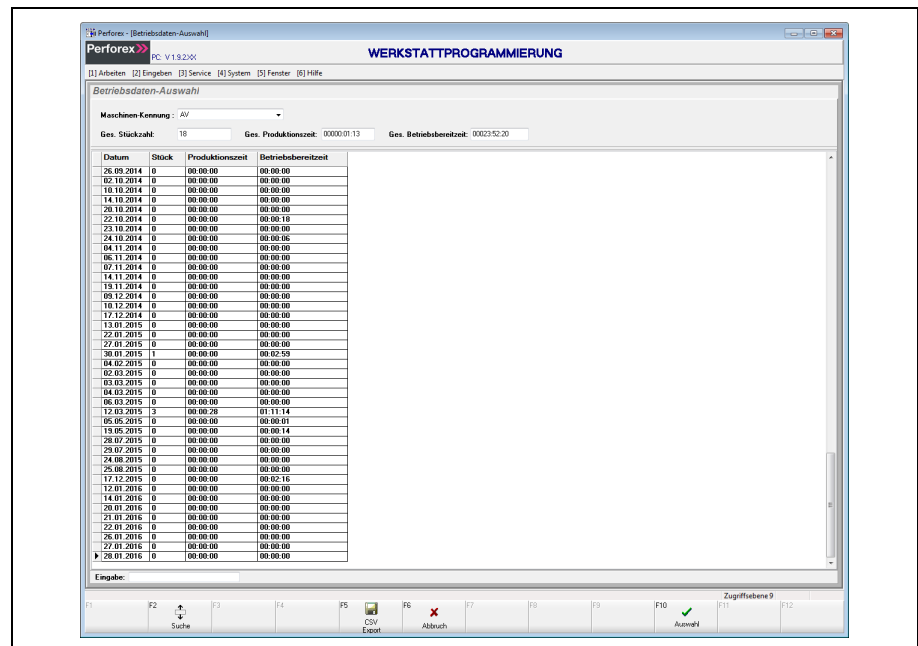 Perforex - [Betriebsdaten-Auswahl]
Perforex PC: V 1.9.2XX WERKSTATTPROGRAMMIERUNG
[1] Arbeiten [2] Eingeben [3] Service [4] System [5] Fenster [6] Hilfe
Betriebsdaten-Auswahl
Maschinen-Kennung : AV
Ges. Stückzahl: 18 Ges. Produktionszeit: 00000:01:13 Ges. Betriebsbereitzeit: 00023:52:20
Datum Stück Produktionszeit Betriebsbereitzeit
26.09.2014 0 00:00:00 00:00:00
02.10.2014 0 00:00:00 00:00:00
10.10.2014 0 00:00:00 00:00:00
14.10.2014 0 00:00:00 00:00:00
20.10.2014 0 00:00:00 00:00:00
22.10.2014 0 00:00:00 00:00:18
23.10.2014 0 00:00:00 00:00:00
24.10.2014 0 00:00:00 00:00:06
04.11.2014 0 00:00:00 00:00:00
06.11.2014 0 00:00:00 00:00:00
07.11.2014 0 00:00:00 00:00:00
14.11.2014 0 00:00:00 00:00:00
19.11.2014 0 00:00:00 00:00:00
09.12.2014 0 00:00:00 00:00:00
10.12.2014 0 00:00:00 00:00:00
17.12.2014 0 00:00:00 00:00:00
13.01.2015 0 00:00:00 00:00:00
22.01.2015 0 00:00:00 00:00:00
27.01.2015 0 00:00:00 00:00:00
30.01.2015 1 00:00:00 00:02:59
04.02.2015 0 00:00:00 00:00:00
02.03.2015 0 00:00:00 00:00:00
03.03.2015 0 00:00:00 00:00:00
04.03.2015 0 00:00:00 00:00:00
06.03.2015 0 00:00:00 00:00:00
12.03.2015 3 00:00:28 01:11:14
05.05.2015 0 00:00:00 00:00:01
19.05.2015 0 00:00:00 00:00:14
28.07.2015 0 00:00:00 00:00:00
29.07.2015 0 00:00:00 00:00:00
24.08.2015 0 00:00:00 00:00:00
25.08.2015 0 00:00:00 00:00:00
17.12.2015 0 00:00:00 00:02:16
12.01.2016 0 00:00:00 00:00:00
14.01.2016 0 00:00:00 00:00:00
20.01.2016 0 00:00:00 00:00:00
21.01.2016 0 00:00:00 00:00:00
22.01.2016 0 00:00:00 00:00:00
26.01.2016 0 00:00:00 00:00:00
27.01.2016 0 00:00:00 00:00:00
28.01.2016 0 00:00:00 00:00:00
Eingabe:
Zugriffsebene 9
F1 F2 F3 F4 F5 F6 F7 F8 F9 F10 F11 F12
Suche CSV Abbruch Auswahl
Export